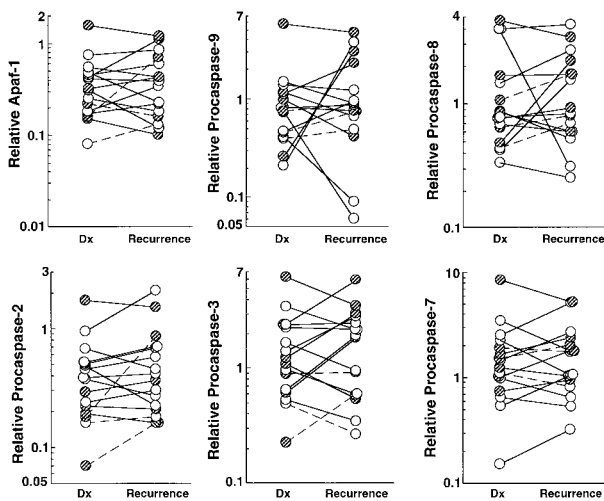 Relative Apaf-1
2
1
0.1
0.01
Dx Recurrence
Relative Procaspase-9
7
1
0.1
0.05
Dx Recurrence
Relative Procaspase-8
4
1
0.1
Dx Recurrence
Relative Procaspase-2
3
1
0.1
0.05
Dx Recurrence
Relative Procaspase-3
7
1
0.1
Dx Recurrence
Relative Procaspase-7
10
1
0.1
Dx Recurrence